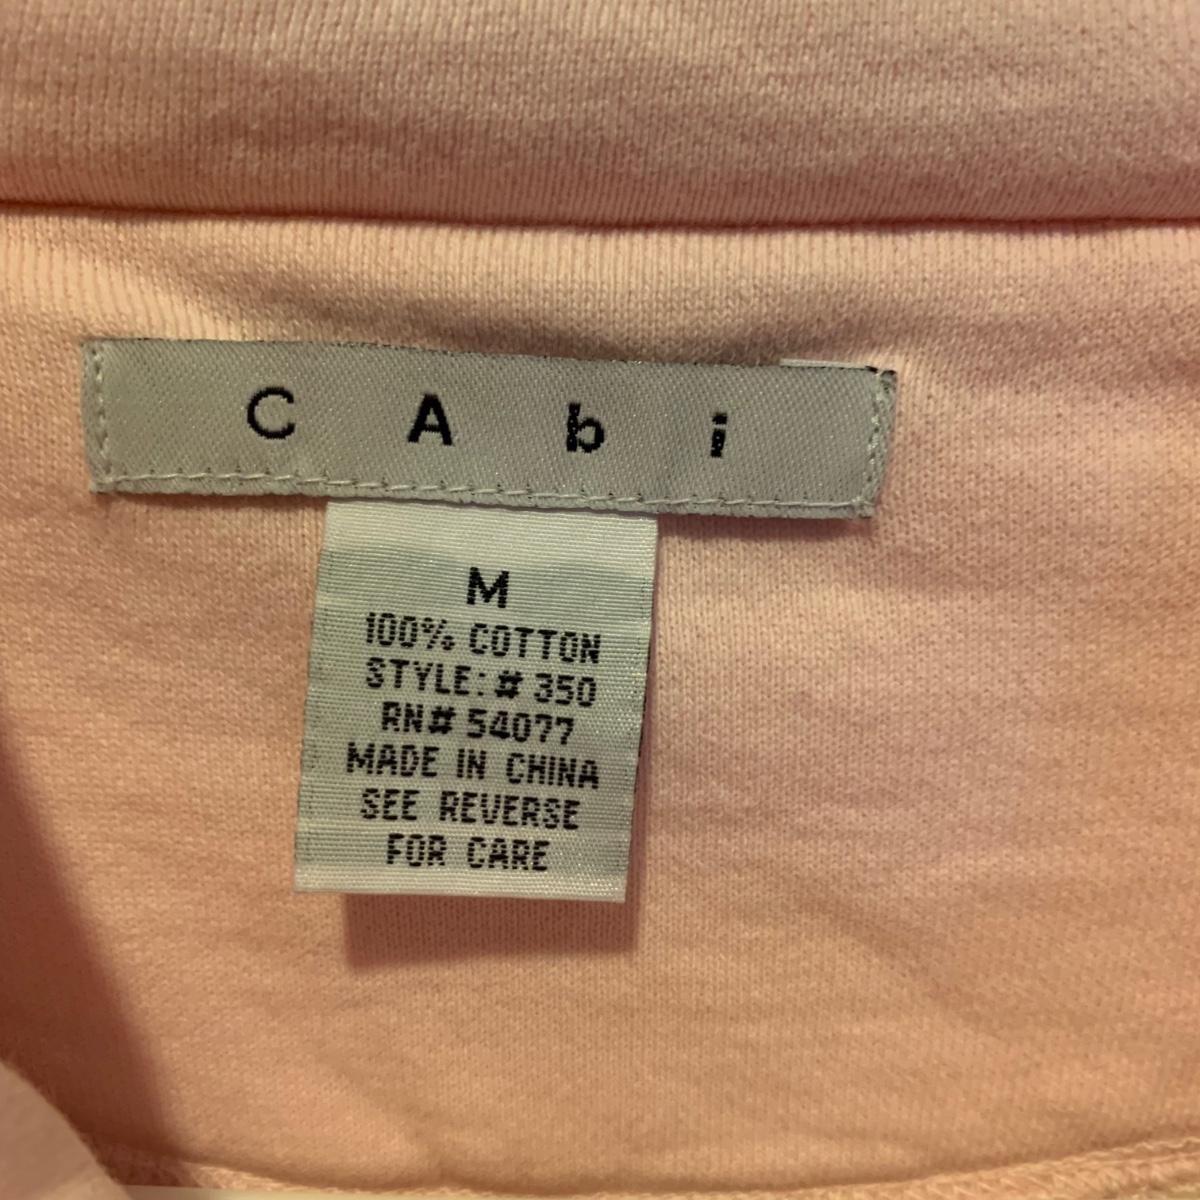 CAbi
M
100% COTTON
STYLE: # 350
RN# 54077
MADE IN CHINA
SEE REVERSE
FOR CARE